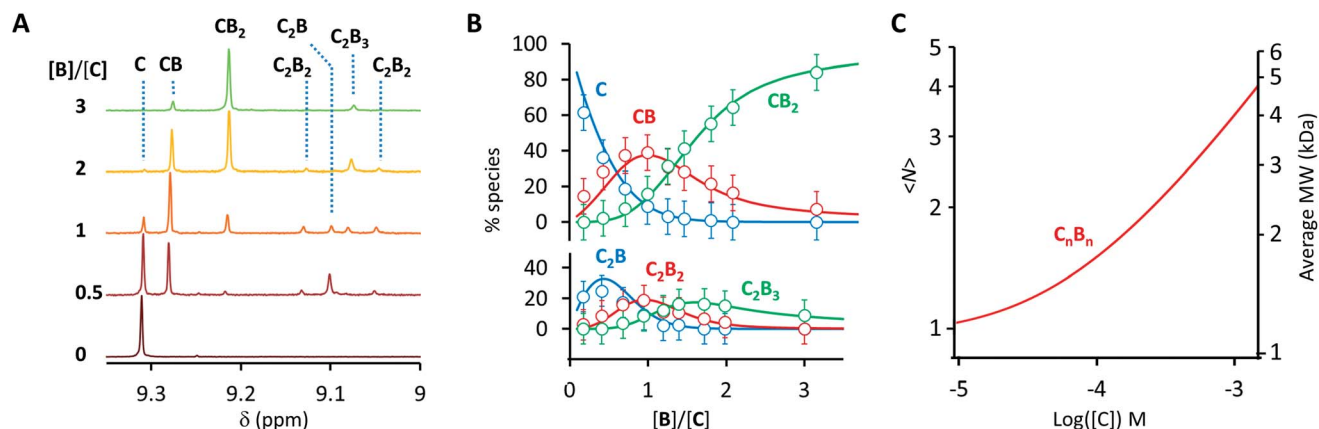 A
B
C
[B]/[C]
C
CB
CB2
C2B
C2B3
C2B2
C2B2
3
2
1
0.5
0
9.3
9.2
9.1
9
δ (ppm)
% species
100
80
60
40
20
0
C
CB
CB2
40
20
0
C2B
C2B2
C2B3
0
1
2
3
[B]/[C]
<N>
5
4
3
2
1
CnBn
6
5
4
3
2
1
Average MW (kDa)
-5
-4
-3
Log([C]) M